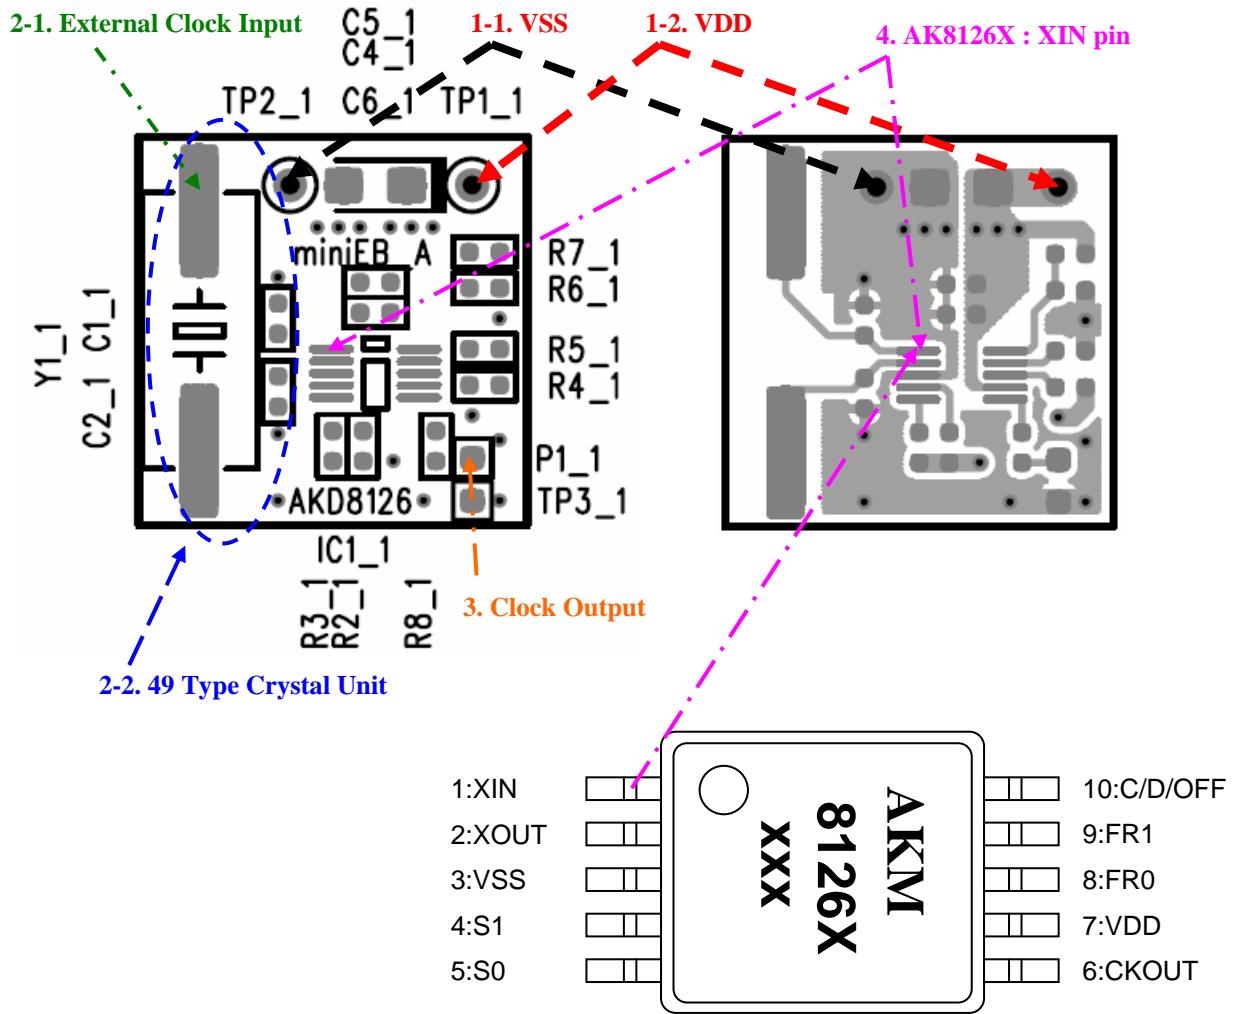 2-1. External Clock Input
C5_1
C4_1
1-1. VSS
1-2. VDD
4. AK8126X : XIN pin
TP2_1
C6_1
TP1_1
miniEB_A
R7_1
R6_1
R5_1
R4_1
Y1_1
C2_1 C1_1
P1_1
TP3_1
AKD8126
IC1_1
R3_1
R2_1
R8_1
3. Clock Output
2-2. 49 Type Crystal Unit
1:XIN
2:XOUT
3:VSS
4:S1
5:S0
AKM
8126X
XXX
10:C/D/OFF
9:FR1
8:FR0
7:VDD
6:CKOUT